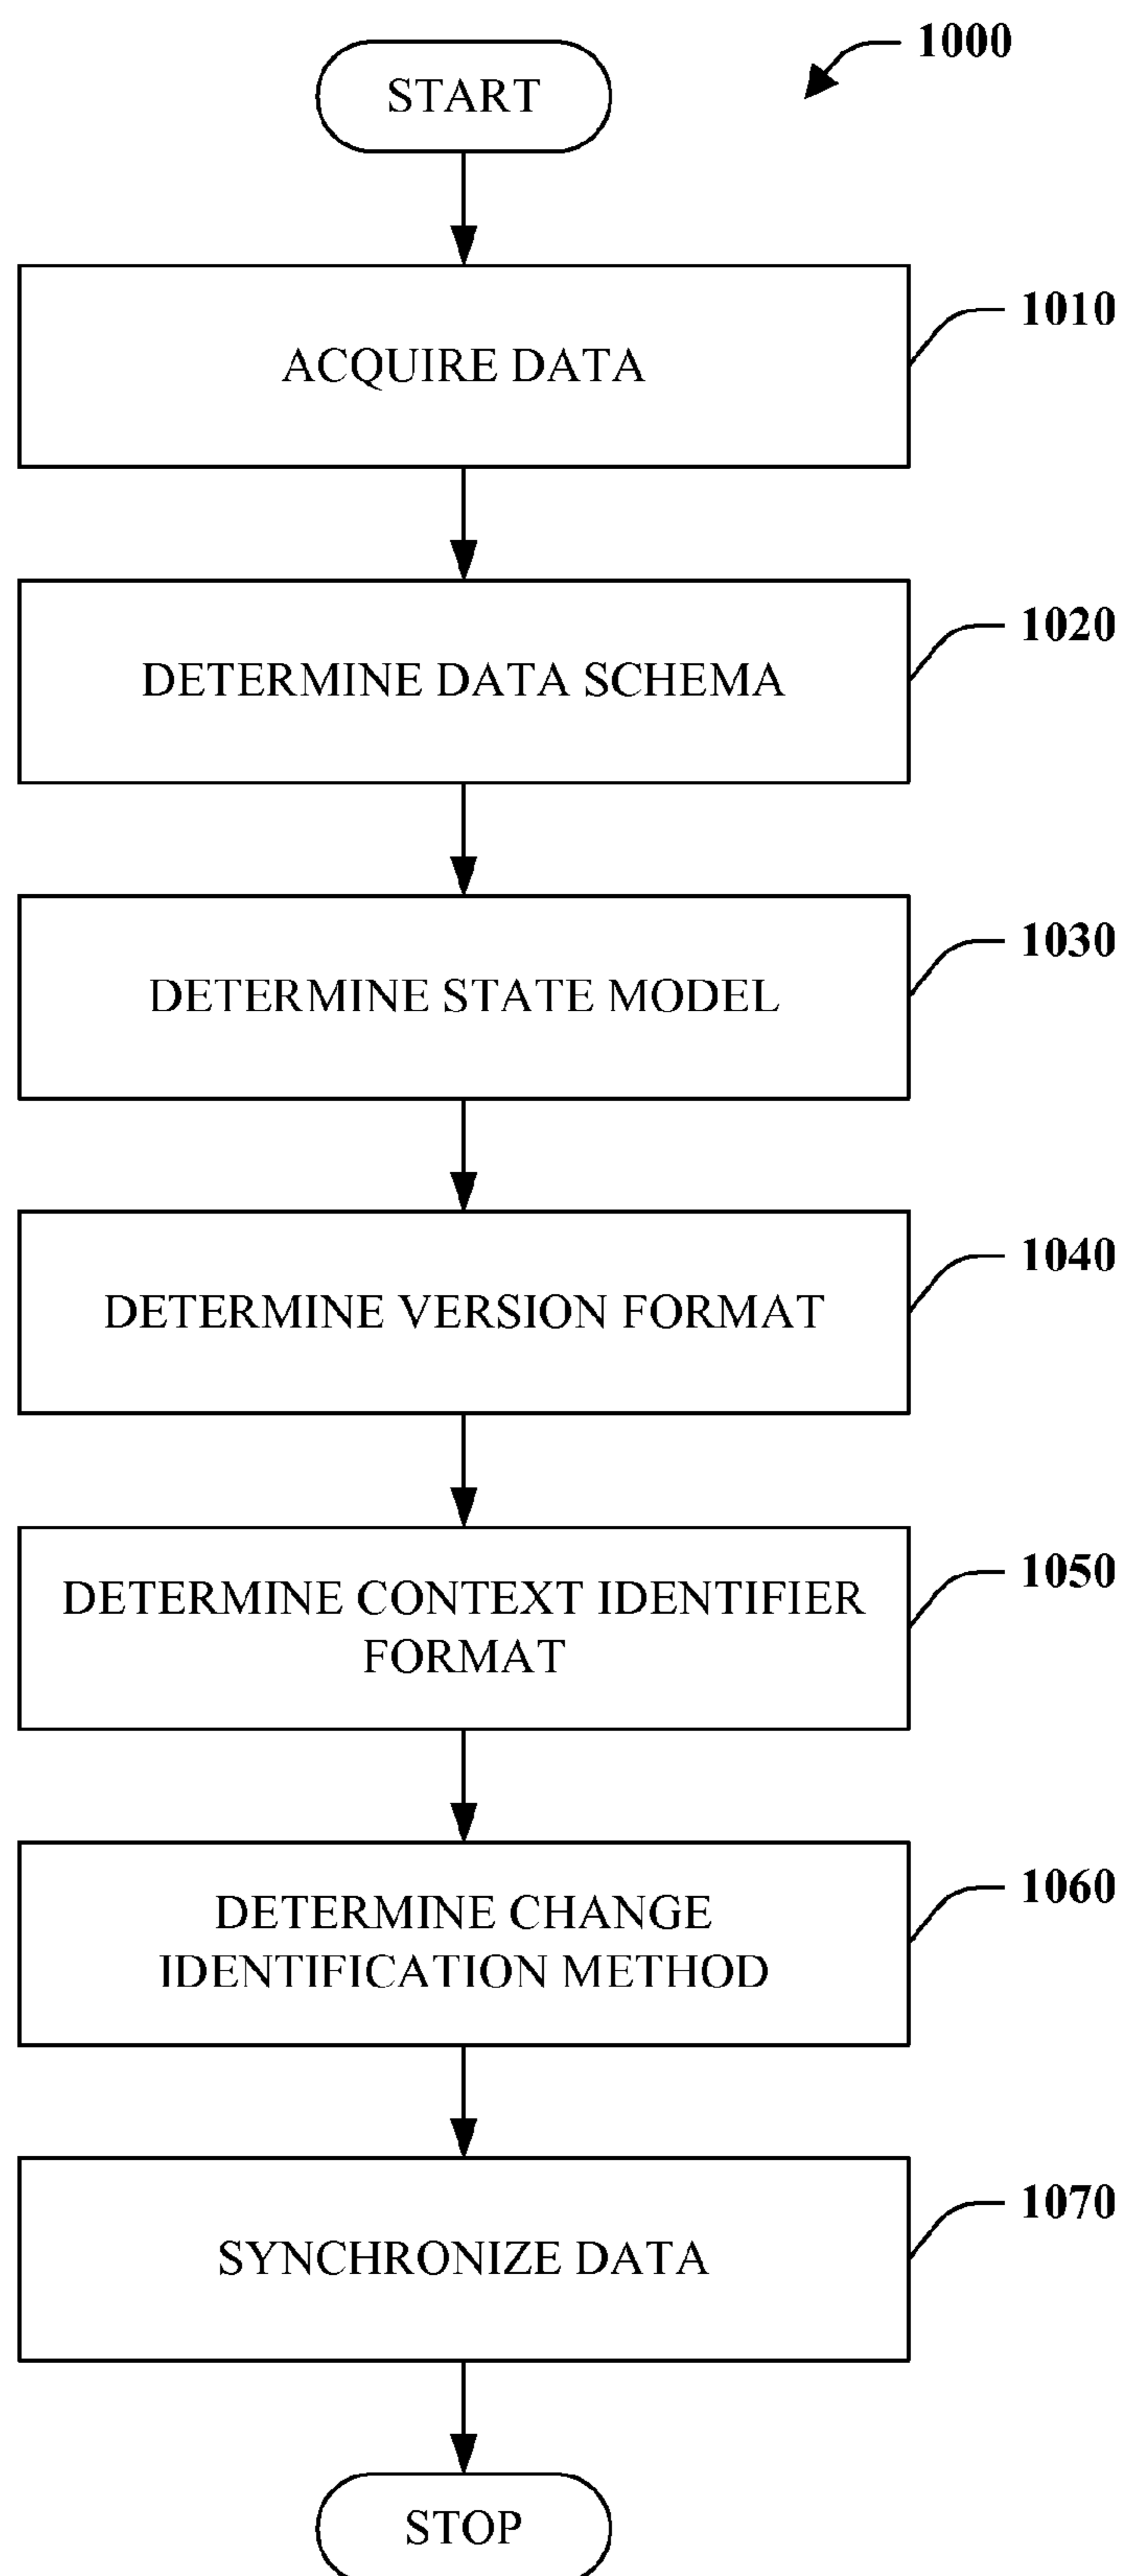 START
1000
ACQUIRE DATA
1010
DETERMINE DATA SCHEMA
1020
DETERMINE STATE MODEL
1030
DETERMINE VERSION FORMAT
1040
DETERMINE CONTEXT IDENTIFIER
FORMAT
1050
DETERMINE CHANGE
IDENTIFICATION METHOD
1060
SYNCHRONIZE DATA
1070
STOP